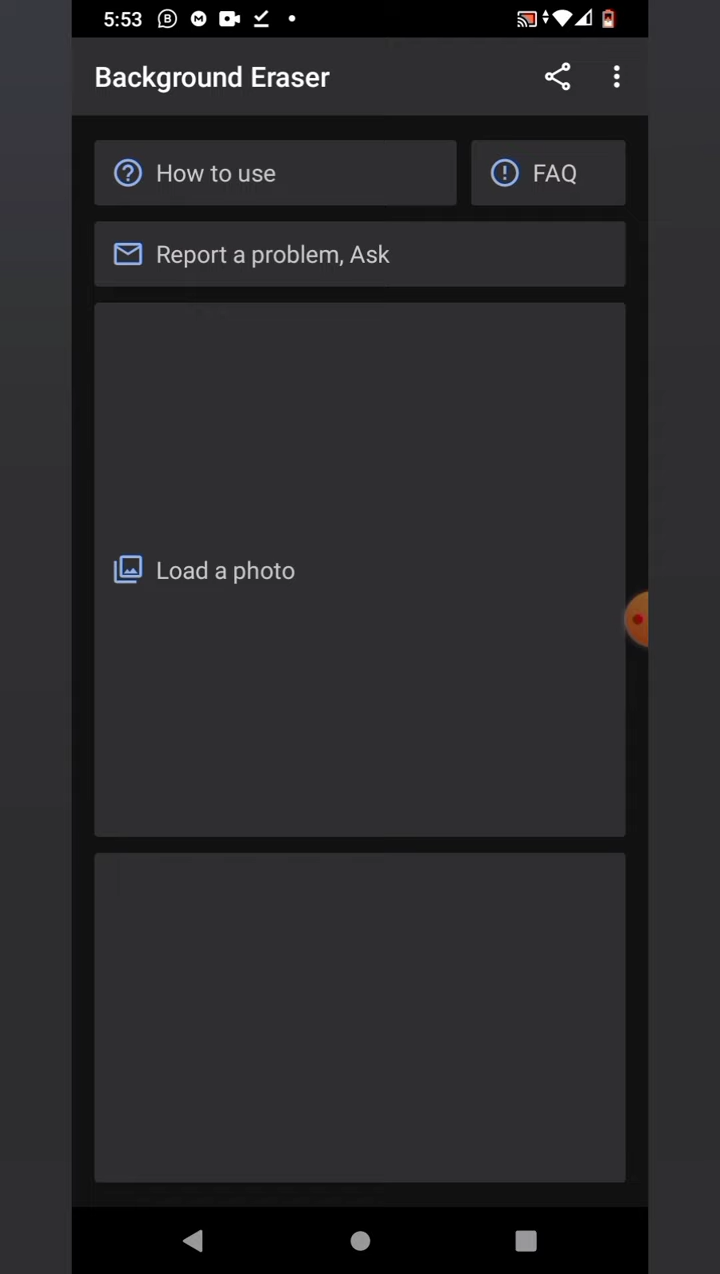 5:53
Background Eraser
How to use
FAQ
Report a problem, Ask
Load a photo